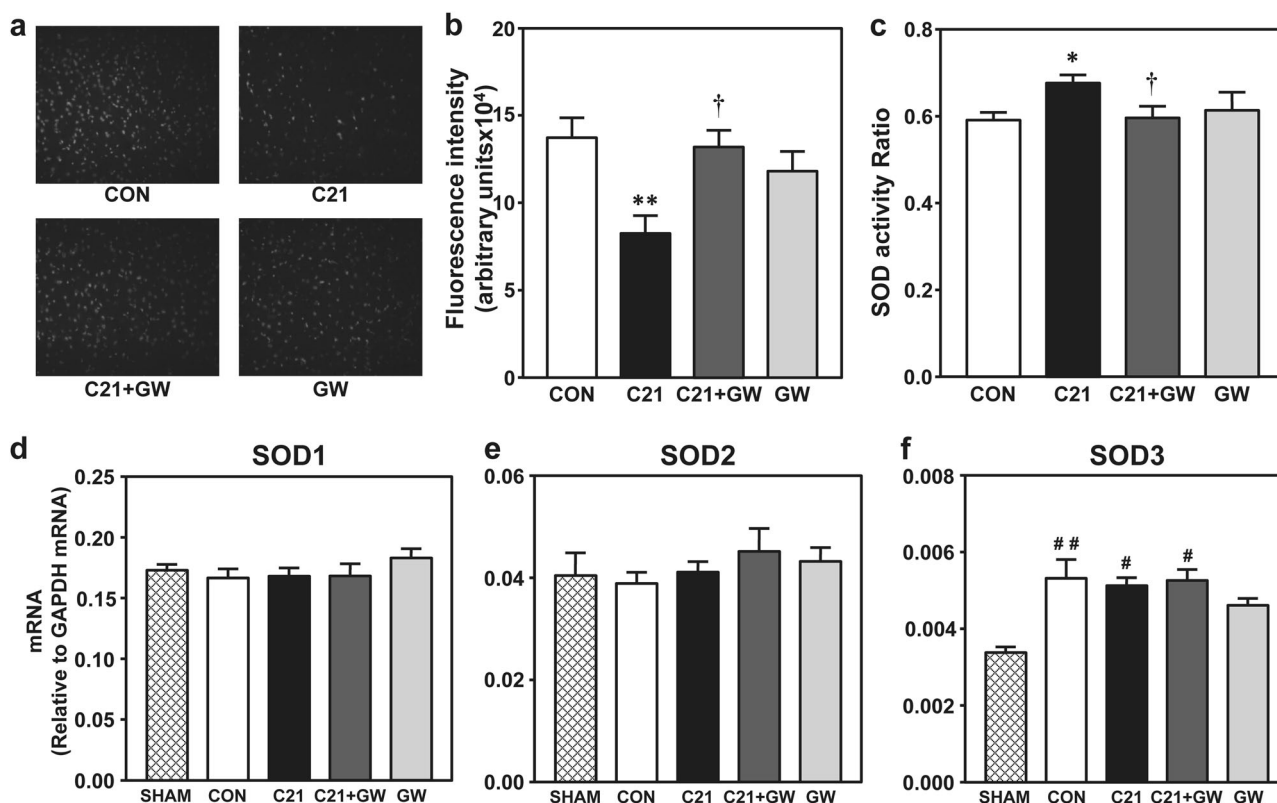 a
CON
C21
C21+GW
GW
b
Fluorescence intensity
(arbitrary unitsx10⁴)
20
15
10
5
0
**
†
CON C21 C21+GW GW
c
SOD activity Ratio
0.8
0.6
0.4
0.2
0.0
*
†
CON C21 C21+GW GW
d
SOD1
mRNA
(Relative to GAPDH mRNA)
0.25
0.20
0.15
0.10
0.05
0.00
SHAM CON C21 C21+GW GW
e
SOD2
0.06
0.04
0.02
0.00
SHAM CON C21 C21+GW GW
f
SOD3
0.008
0.006
0.004
0.002
0.000
# #
#
#
SHAM CON C21 C21+GW GW